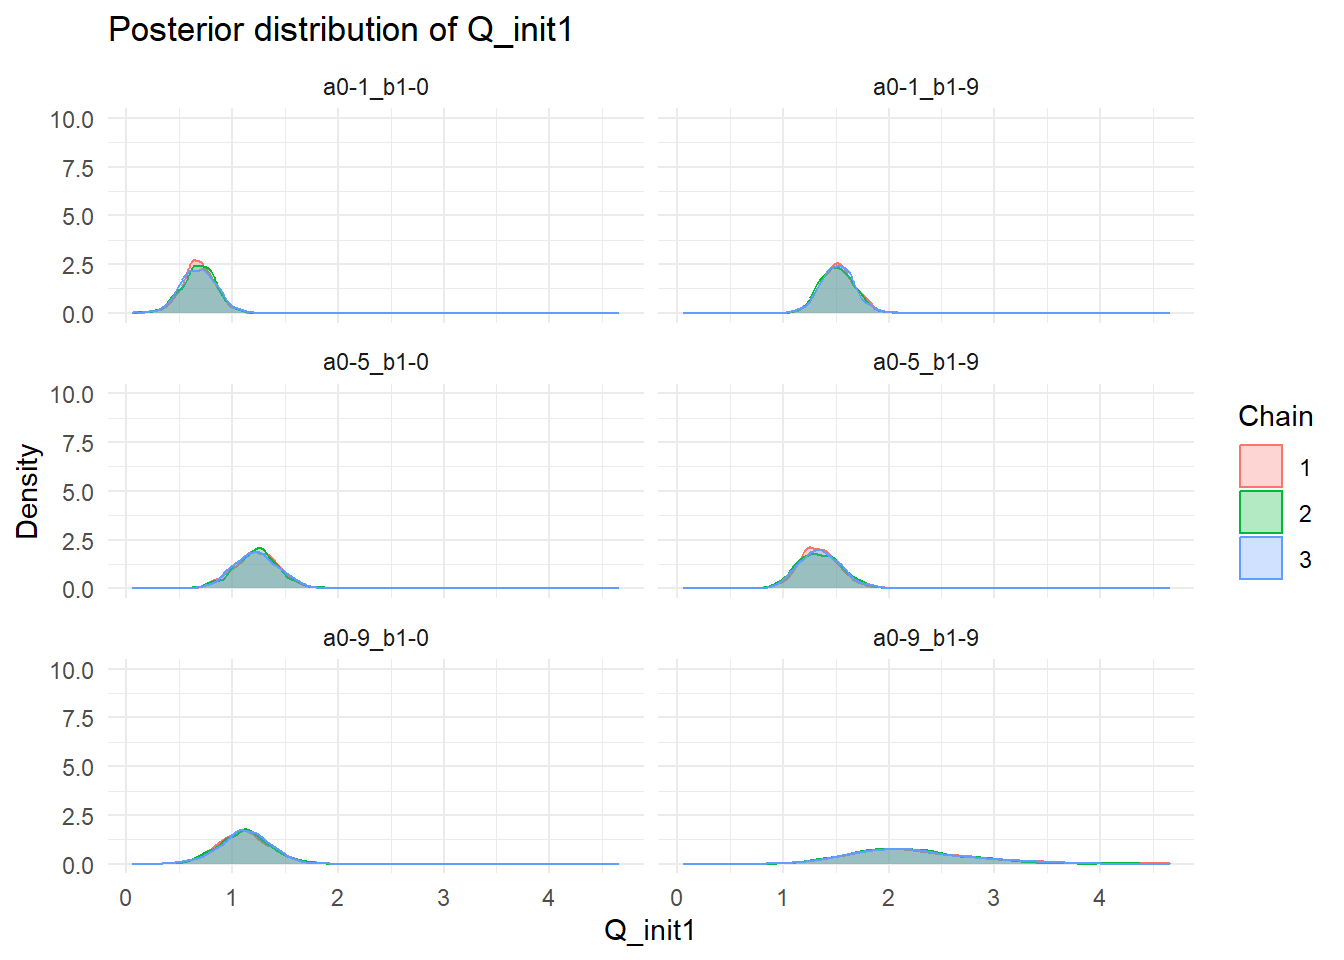 Posterior distribution of Q_init1
a0-1_b1-0 a0-1_b1-9
10.0
7.5
5.0
2.5
0.0
a0-5_b1-0 a0-5_b1-9
10.0
7.5
5.0
2.5
0.0
a0-9_b1-0 a0-9_b1-9
10.0
7.5
5.0
2.5
0.0
0 1 2 3 4 0 1 2 3 4
Q_init1
Density
Chain
1
2
3